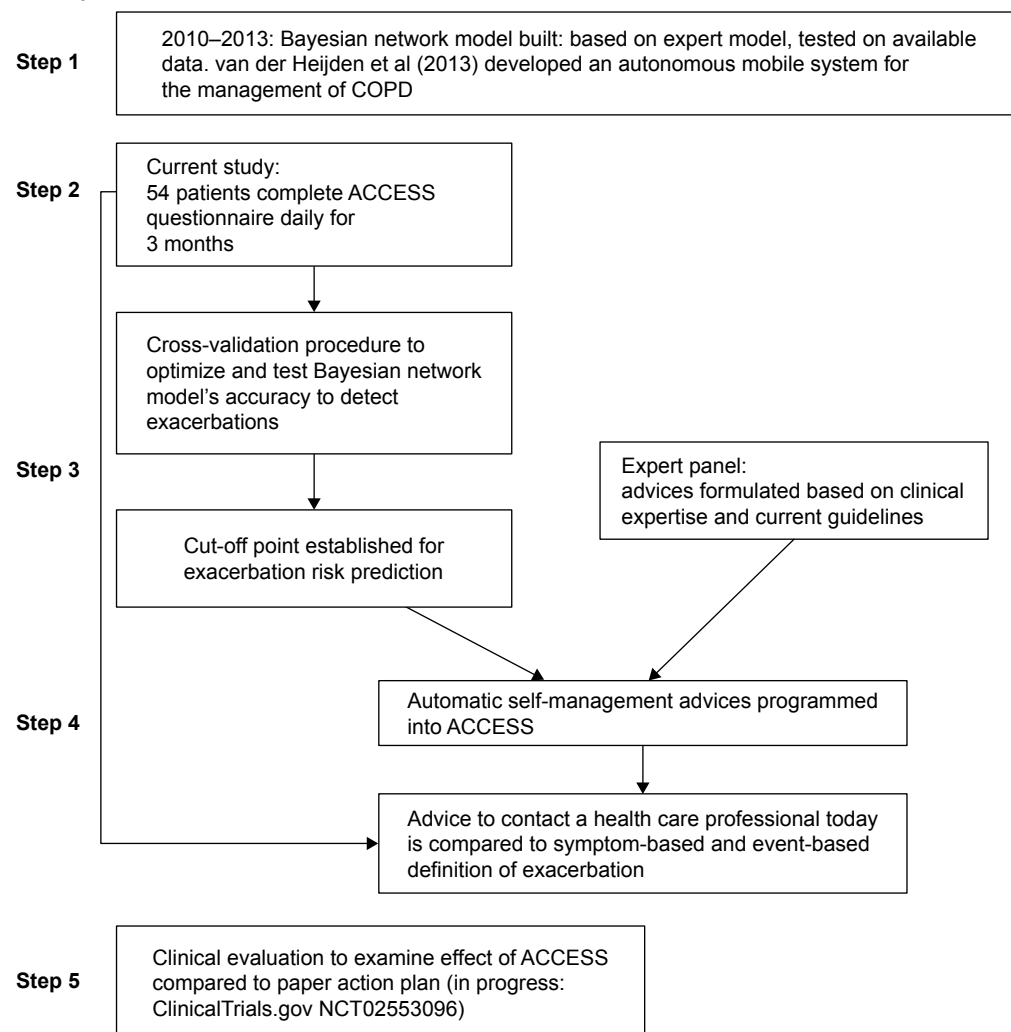 Step 1
2010–2013: Bayesian network model built: based on expert model, tested on available
data. van der Heijden et al (2013) developed an autonomous mobile system for
the management of COPD
Step 2
Current study:
54 patients complete ACCESS
questionnaire daily for
3 months
Cross-validation procedure to
optimize and test Bayesian network
model's accuracy to detect
exacerbations
Step 3
Expert panel:
advices formulated based on clinical
expertise and current guidelines
Cut-off point established for
exacerbation risk prediction
Step 4
Automatic self-management advices programmed
into ACCESS
Advice to contact a health care professional today
is compared to symptom-based and event-based
definition of exacerbation
Step 5
Clinical evaluation to examine effect of ACCESS
compared to paper action plan (in progress:
ClinicalTrials.gov NCT02553096)